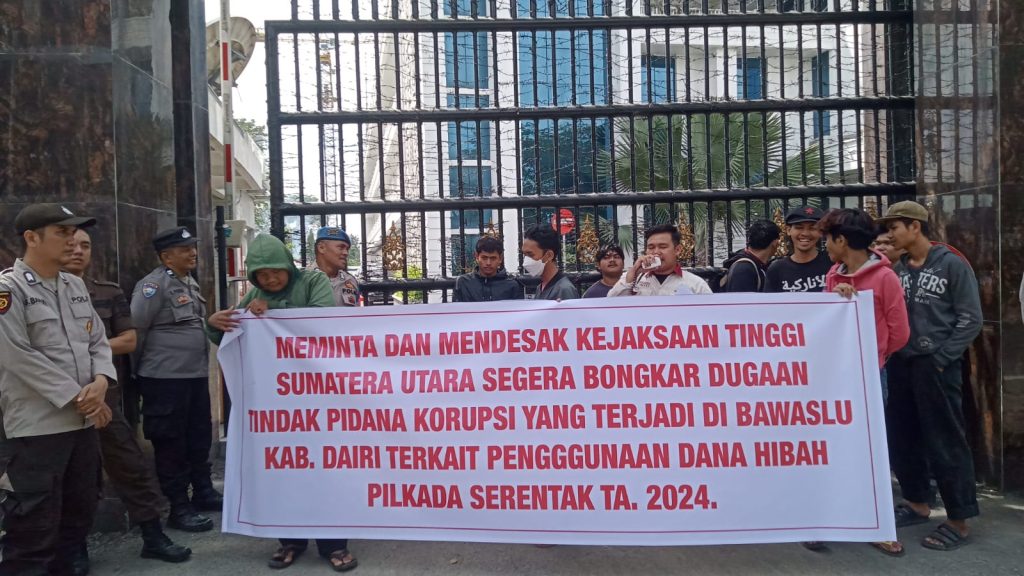 MEMINTA DAN MENDESAK KEJAKSAAN TINGGI
SUMATERA UTARA SEGERA BONGKAR DUGAAN
TINDAK PIDANA KORUPSI YANG TERJADI DI BAWASLU
KAB. DAIRI TERKAIT PENGGGUNAAN DANA HIBAH
PILKADA SERENTAK TA. 2024.